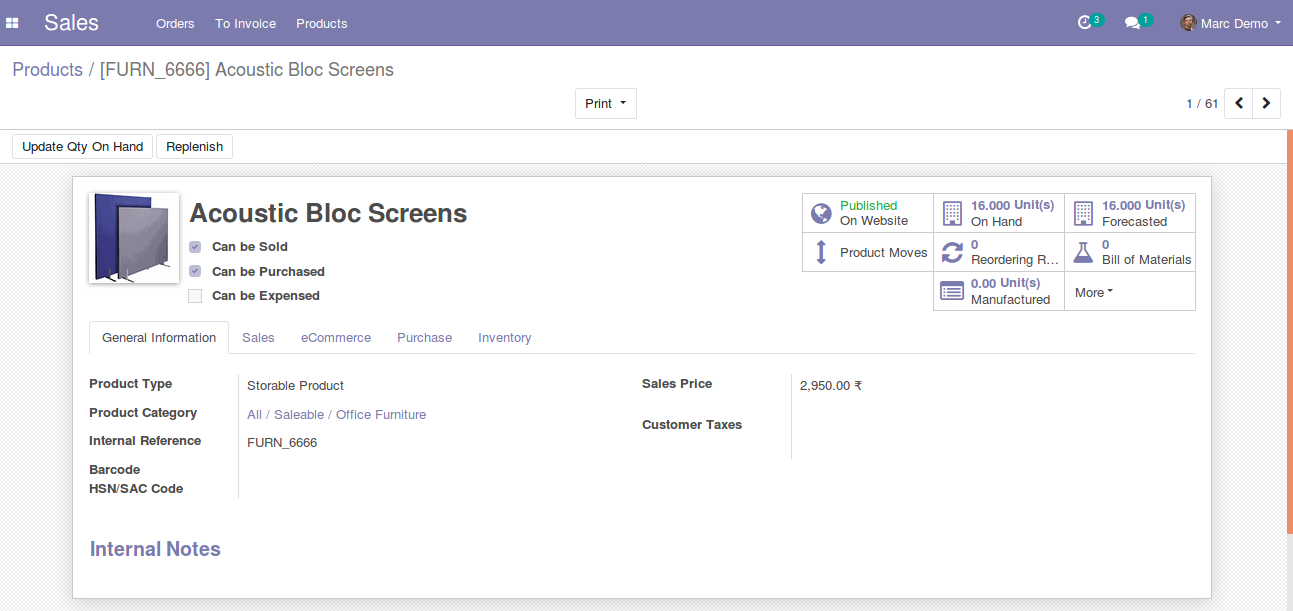 Sales Orders To Invoice Products 3 1 Marc Demo
Products / [FURN_6666] Acoustic Bloc Screens
Print 1 / 61
Update Qty On Hand Replenish
Acoustic Bloc Screens
Can be Sold
Can be Purchased
Can be Expensed
Published
On Website
16.000 Unit(s)
On Hand
16.000 Unit(s)
Forecasted
Product Moves
0
Reordering R...
0
Bill of Materials
0.00 Unit(s)
Manufactured
More
General Information Sales eCommerce Purchase Inventory
Product Type Storable Product
Product Category All / Saleable / Office Furniture
Internal Reference FURN_6666
Barcode
HSN/SAC Code
Sales Price 2,950.00 ₹
Customer Taxes
Internal Notes